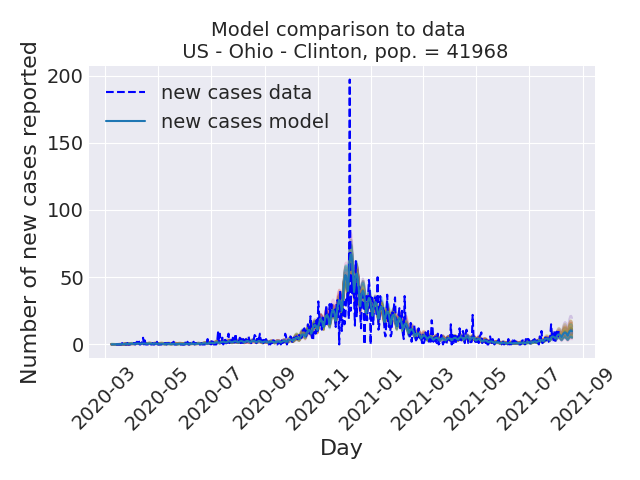 Model comparison to data
US - Ohio - Clinton, pop. = 41968
Number of new cases reported
200
150
100
50
0
new cases data
new cases model
2020-03
2020-05
2020-07
2020-09
2020-11
2021-01
2021-03
2021-05
2021-07
2021-09
Day